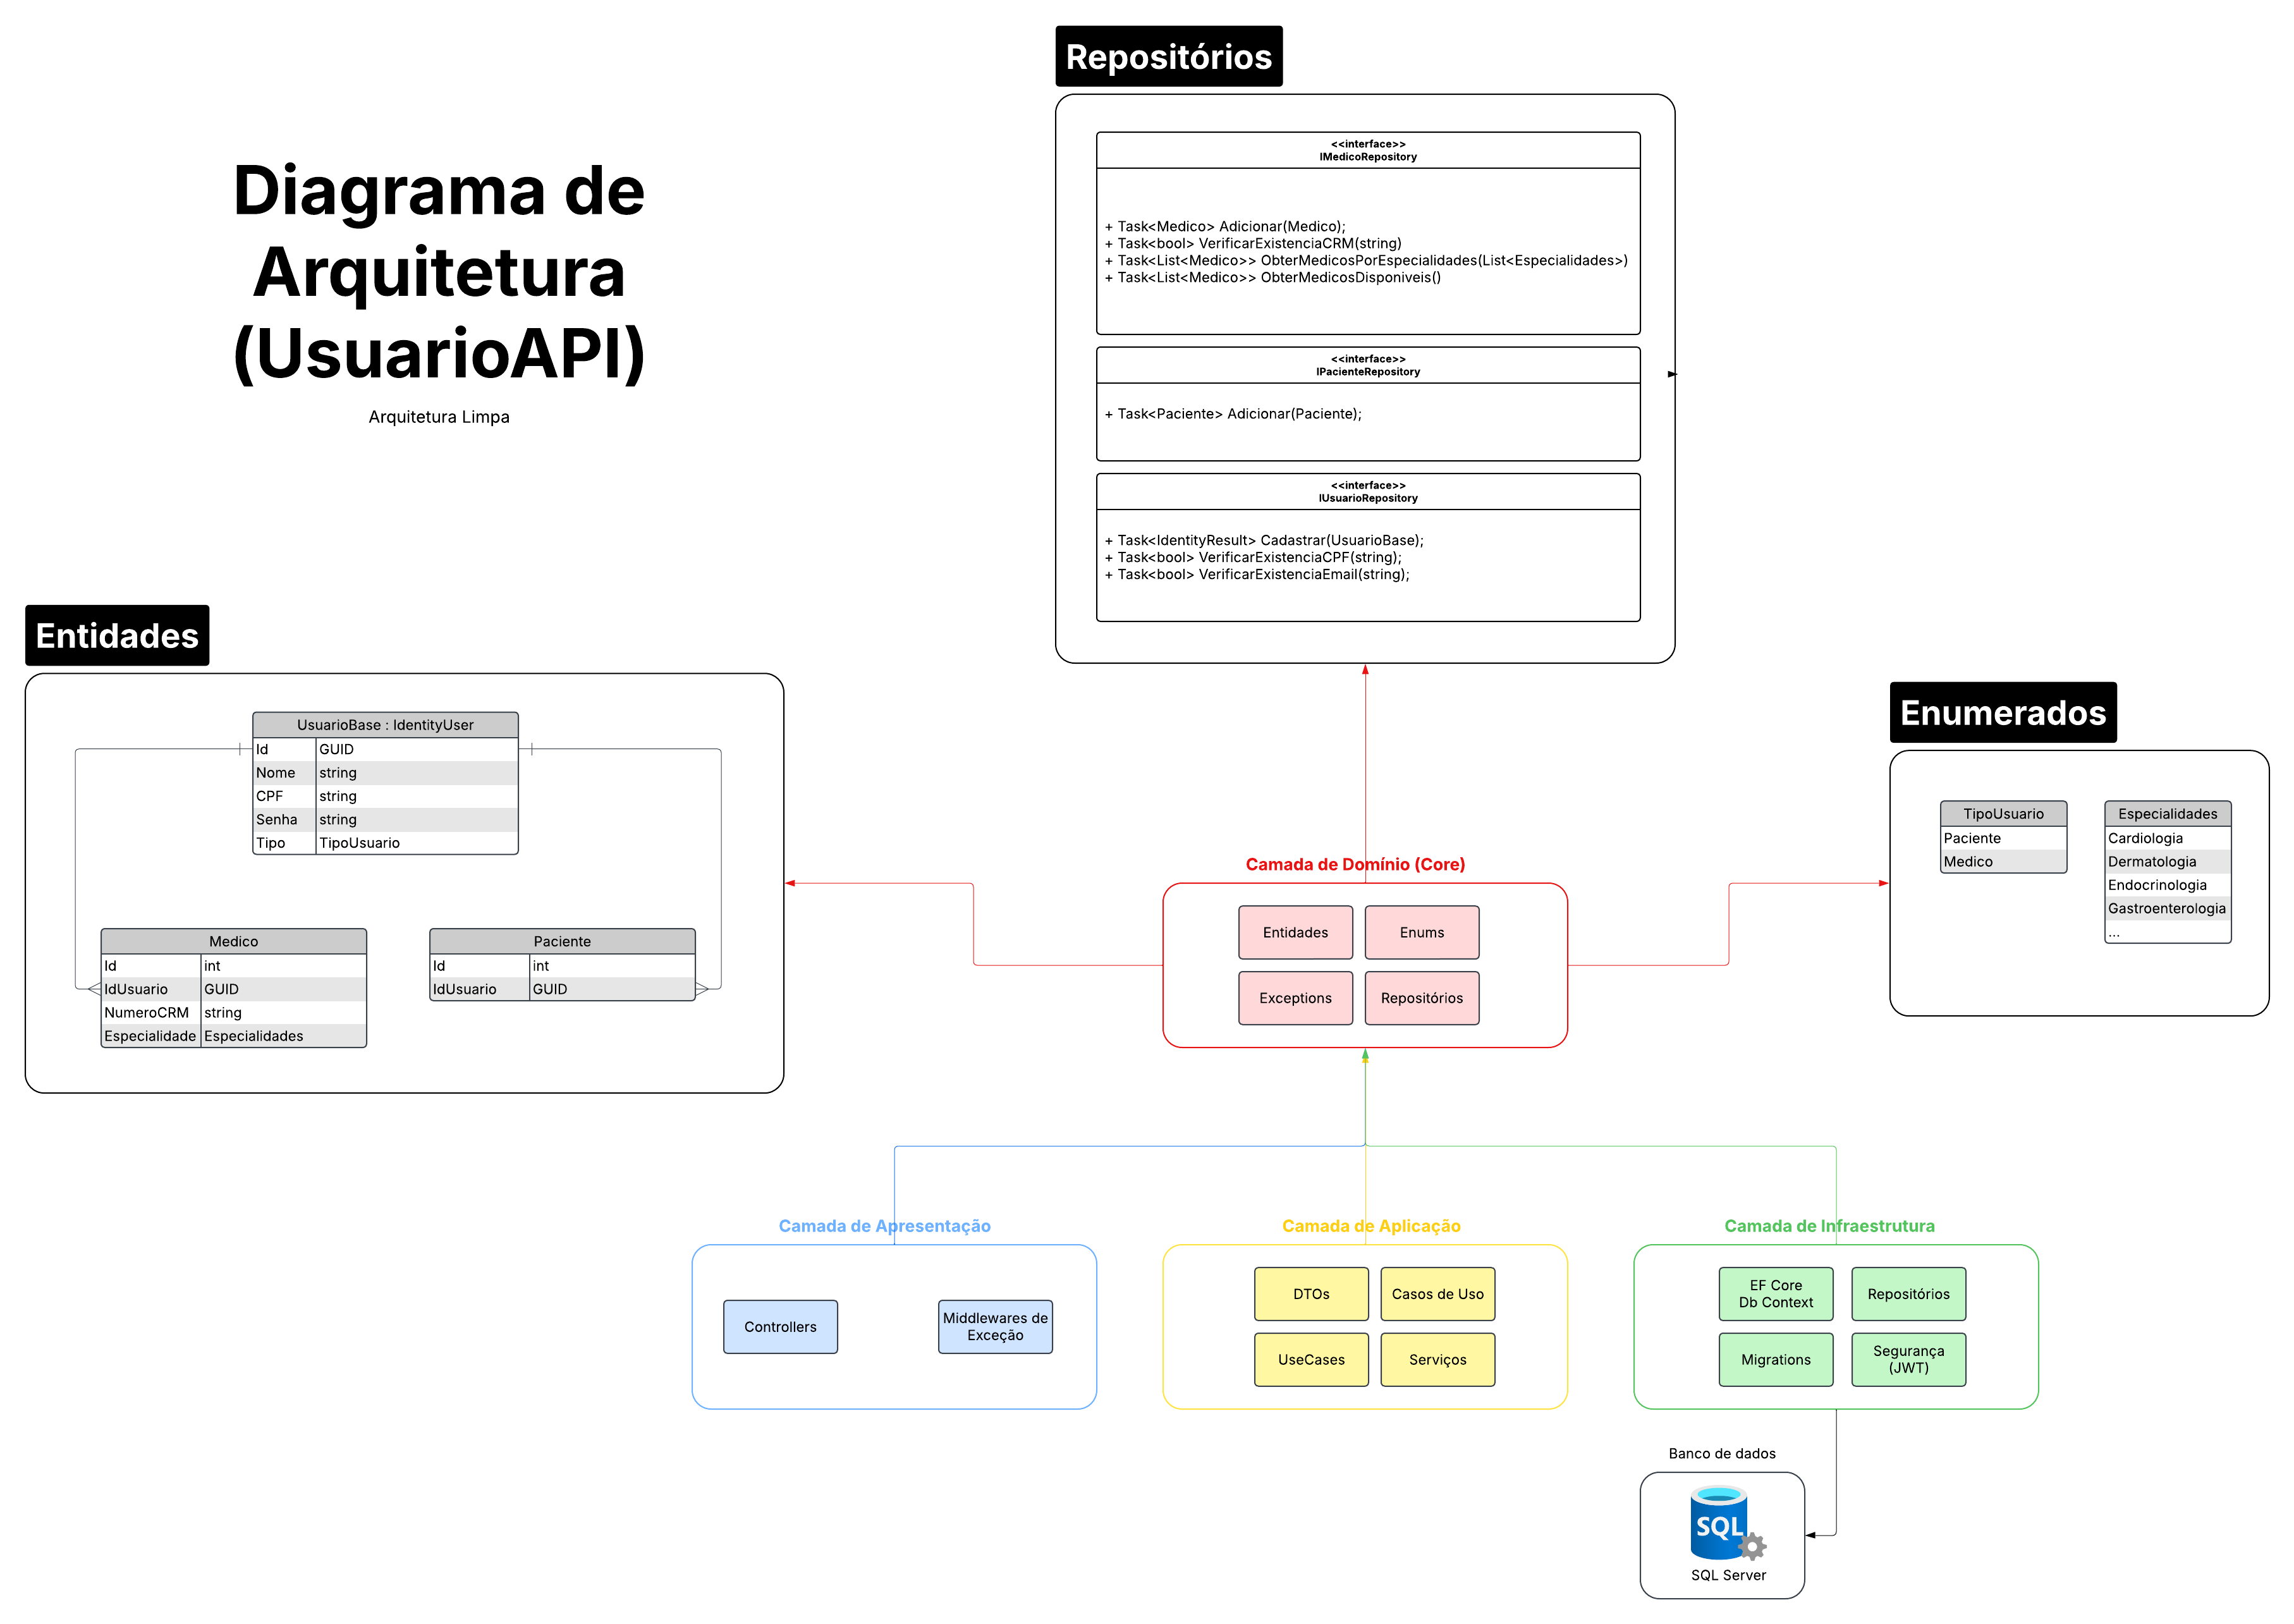 Diagrama de
Arquitetura
(UsuarioAPI)
Arquitetura Limpa
Repositórios
<<interface>>
IMedicoRepository
+ Task<Medico> Adicionar(Medico);
+ Task<bool> VerificarExistenciaCRM(string)
+ Task<List<Medico>> ObterMedicosPorEspecialidades(List<Especialidades>)
+ Task<List<Medico>> ObterMedicosDisponiveis()
<<interface>>
IPacienteRepository
+ Task<Paciente> Adicionar(Paciente);
<<interface>>
IUsuarioRepository
+ Task<IdentityResult> Cadastrar(UsuarioBase);
+ Task<bool> VerificarExistenciaCPF(string);
+ Task<bool> VerificarExistenciaEmail(string);
Entidades
UsuarioBase : IdentityUser
Id GUID
Nome string
CPF string
Senha string
Tipo TipoUsuario
Medico
Id int
IdUsuario GUID
NumeroCRM string
Especialidade Especialidades
Paciente
Id int
IdUsuario GUID
Enumerados
TipoUsuario
Paciente
Medico
Especialidades
Cardiologia
Dermatologia
Endocrinologia
Gastroenterologia
...
Camada de Domínio (Core)
Entidades
Enums
Exceptions
Repositórios
Camada de Apresentação
Controllers
Middlewares de
Exceção
Camada de Aplicação
DTOs
Casos de Uso
UseCases
Serviços
Camada de Infraestrutura
EF Core
Db Context
Repositórios
Migrations
Segurança
(JWT)
Banco de dados
SQL
SQL Server